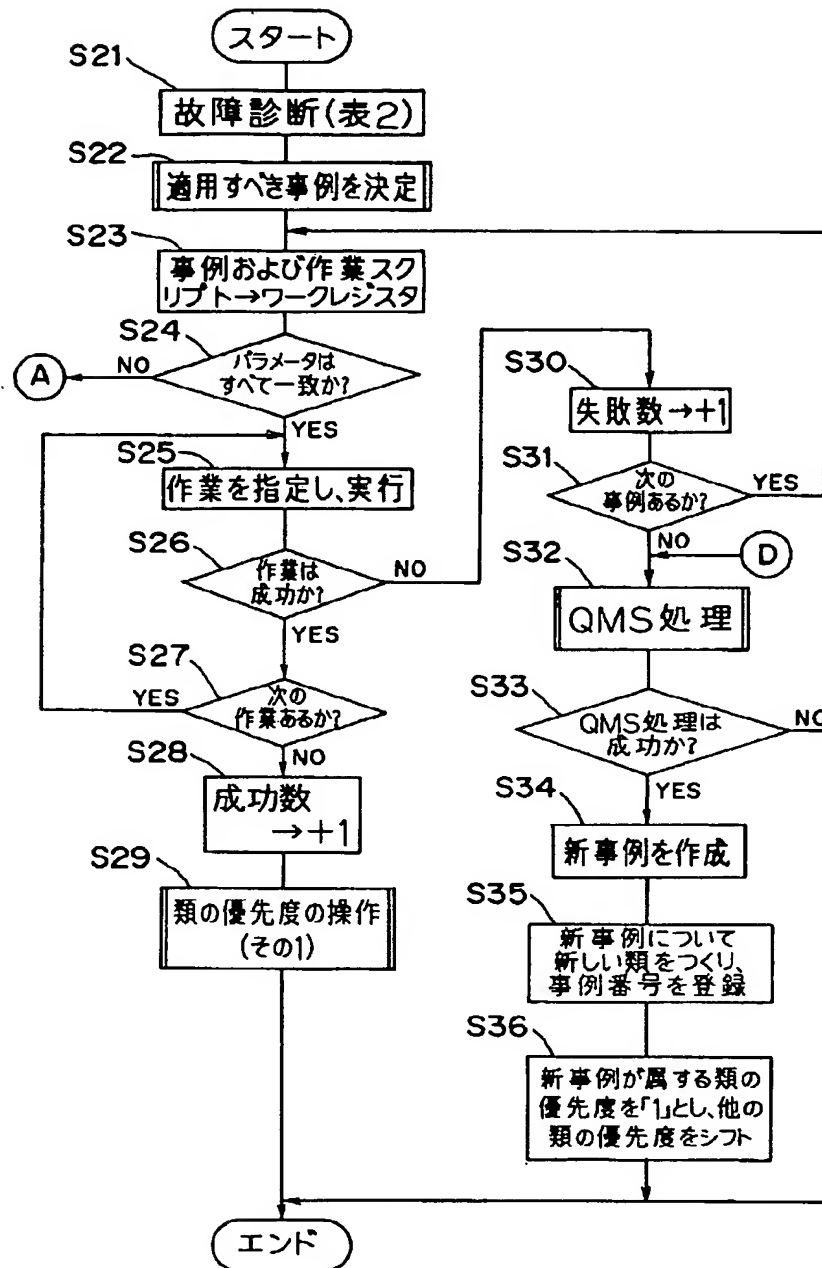 スタート
S21
故障診断(表2)
S22
適用すべき事例を決定
S23
事例および作業スク
リプト→ワークレジスタ
S24
パラメータは
すべて一致か?
NO
A
YES
S25
作業を指定し、実行
S26
作業は
成功か?
NO
YES
S27
次の
作業あるか?
YES
NO
S28
成功数
→+1
S29
類の優先度の操作
(その1)
S30
失敗数→+1
S31
次の
事例あるか?
YES
NO
D
S32
QMS処理
S33
QMS処理は
成功か?
NO
YES
S34
新事例を作成
S35
新事例について
新しい類をつくり、
事例番号を登録
S36
新事例が属する類の
優先度を「1」とし、他の
類の優先度をシフト
エンド